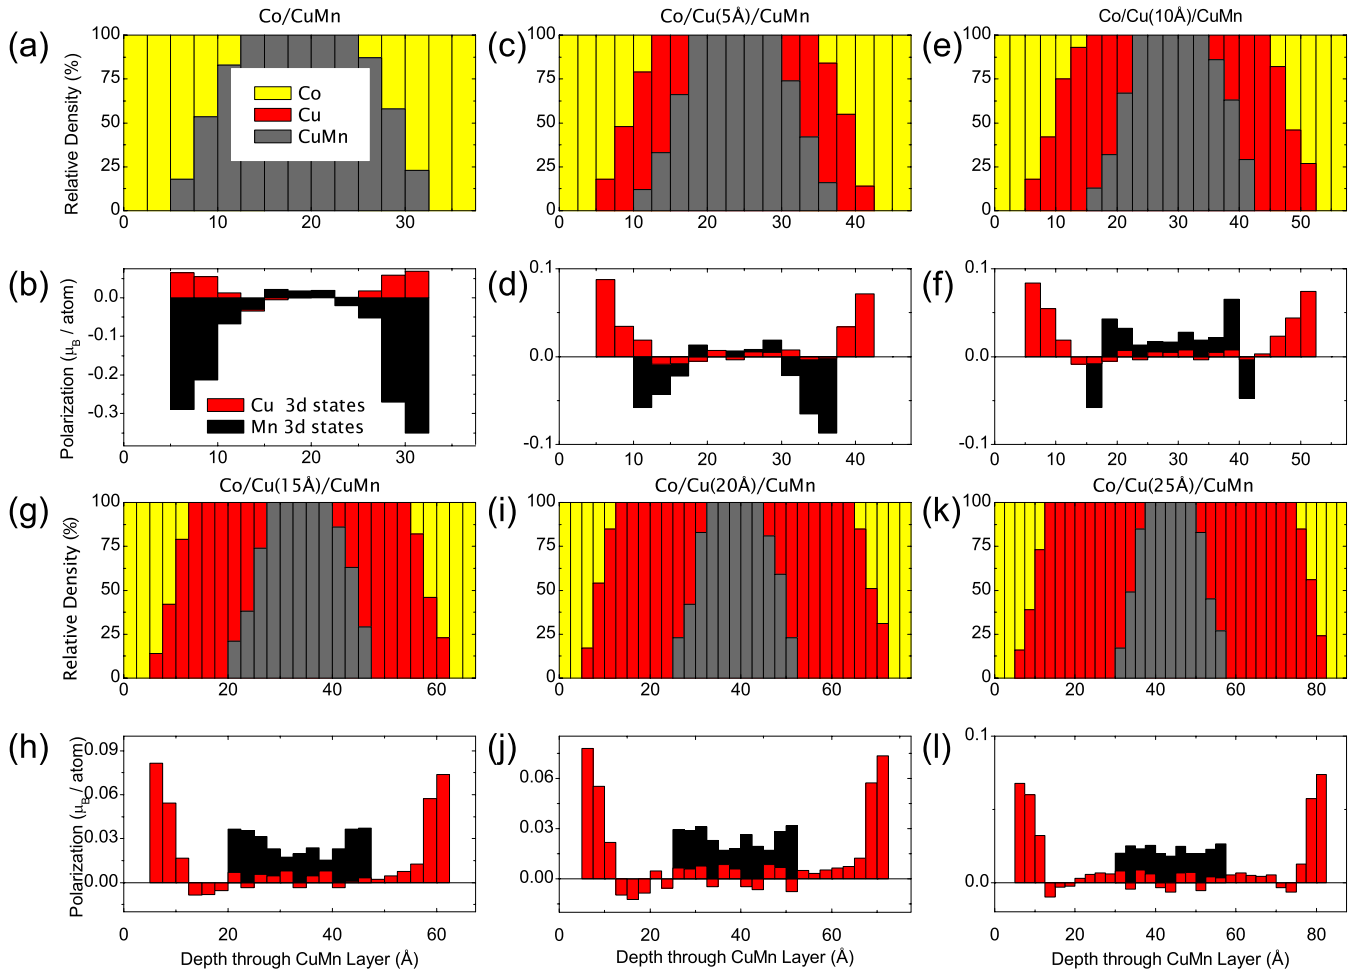 Co/CuMn
Co/Cu(5Å)/CuMn
Co/Cu(10Å)/CuMn
(a)
(c)
(e)
Relative Density (%)
100
75
50
25
0
0 10 20 30
Co
Cu
CuMn
100
75
50
25
0
0 10 20 30 40
100
75
50
25
0
0 10 20 30 40 50
(b)
(d)
(f)
Polarization (μB / atom)
0.0
-0.1
-0.2
-0.3
0 10 20 30
Cu 3d states
Mn 3d states
0.1
0.0
-0.1
0 10 20 30 40
0.1
0.0
-0.1
0 10 20 30 40 50
Co/Cu(15Å)/CuMn
Co/Cu(20Å)/CuMn
Co/Cu(25Å)/CuMn
(g)
(i)
(k)
Relative Density (%)
100
75
50
25
0
0 20 40 60
100
75
50
25
0
0 20 40 60
100
75
50
25
0
0 20 40 60 80
(h)
(j)
(l)
Polarization (μB / atom)
0.09
0.06
0.03
0.00
0 20 40 60
Depth through CuMn Layer (Å)
0.06
0.03
0.00
0 20 40 60
Depth through CuMn Layer (Å)
0.1
0.0
0 20 40 60 80
Depth through CuMn Layer (Å)